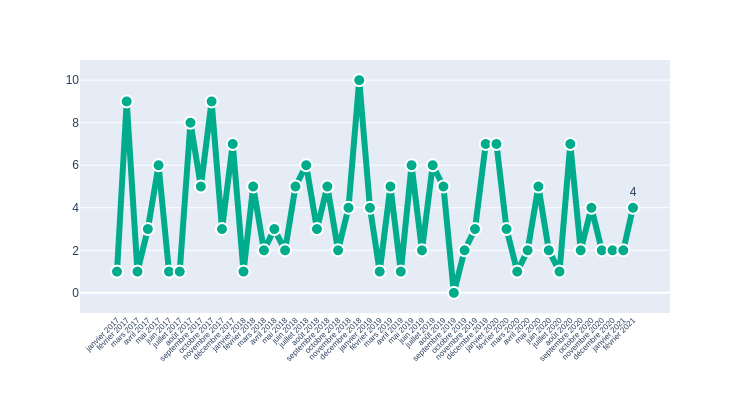 10
8
6
4
2
0
4
janvier 2017
février 2017
mars 2017
avril 2017
mai 2017
juin 2017
juillet 2017
août 2017
septembre 2017
octobre 2017
novembre 2017
décembre 2017
janvier 2018
février 2018
mars 2018
avril 2018
mai 2018
juin 2018
juillet 2018
août 2018
septembre 2018
octobre 2018
novembre 2018
décembre 2018
janvier 2019
février 2019
mars 2019
avril 2019
mai 2019
juin 2019
juillet 2019
août 2019
septembre 2019
octobre 2019
novembre 2019
décembre 2019
janvier 2020
février 2020
mars 2020
avril 2020
mai 2020
juin 2020
juillet 2020
août 2020
septembre 2020
octobre 2020
novembre 2020
décembre 2020
janvier 2021
février 2021